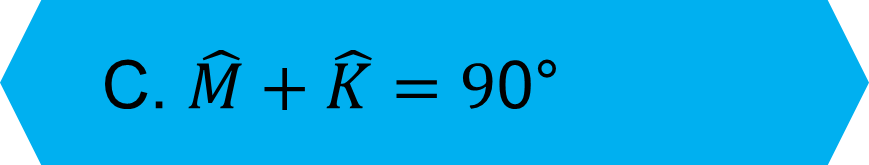 C. M̂ + K̂ = 90°